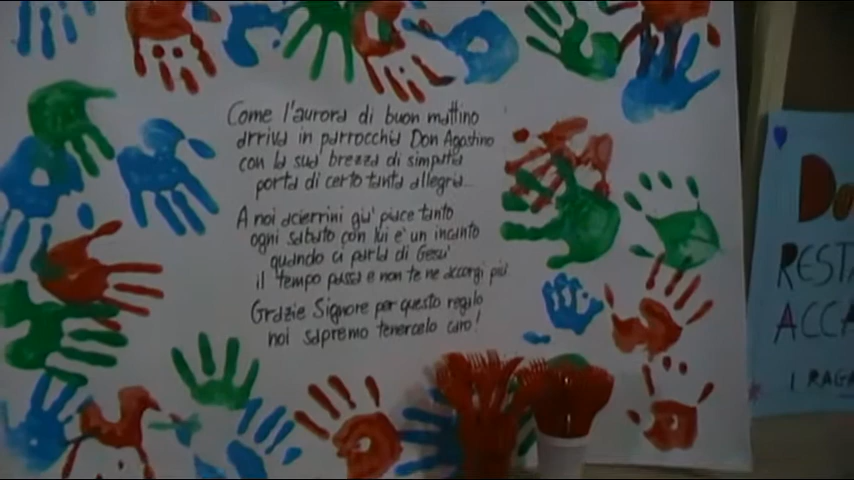 Come l'aurora di buon mattino
arriva in parrocchia Don Agostino
con la sua brezza di simpatia
porta di certo tanta allegria...
A noi acierrini già piace tanto
ogni sabato con lui è un incanto
quando ci parla di Gesù
il tempo passa e non te ne accorgi più
Grazie Signore per questo regalo
noi sapremo tenercelo caro!
RESTA
ACCA
I RAGA